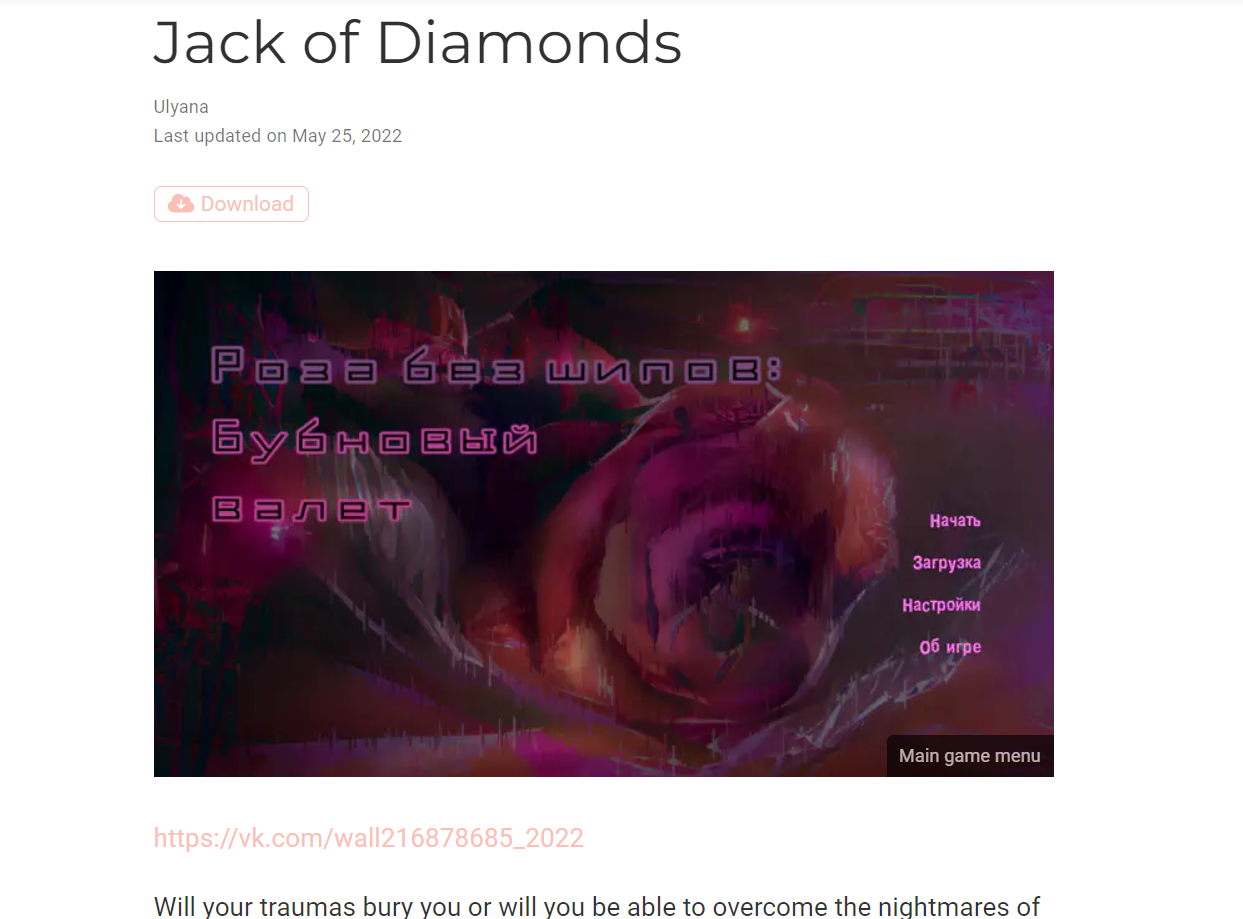 Jack of Diamonds
Ulyana
Last updated on May 25, 2022
Download
Роза без шипов:
Бубновый
валет
Начать
Загрузка
Настройки
Об игре
Main game menu
https://vk.com/wall216878685_2022
Will your traumas bury you or will you be able to overcome the nightmares of